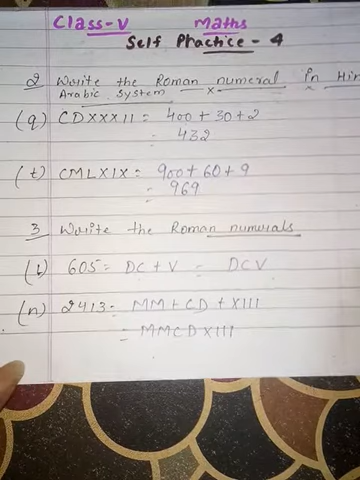 Class-V Maths
Self Practice - 4
2 Write the Roman numeral in Hin
Arabic System x x
(q) CDXXXII = 400 + 30 + 2
= 432
(t) CMLXIX = 900 + 60 + 9
= 969
3 Write the Roman numerals
(l) 605 = DC + V = DCV
(n) 2413 = MM + CD + XIII
= MMCDXIII